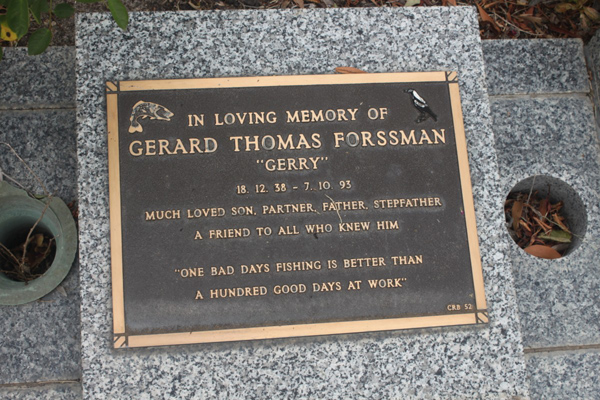 IN LOVING MEMORY OF
GERARD THOMAS FORSSMAN
"GERRY"
18. 12. 38 - 7. 10. 93
MUCH LOVED SON, PARTNER, FATHER, STEPFATHER
A FRIEND TO ALL WHO KNEW HIM
"ONE BAD DAYS FISHING IS BETTER THAN
A HUNDRED GOOD DAYS AT WORK"
CRB 52